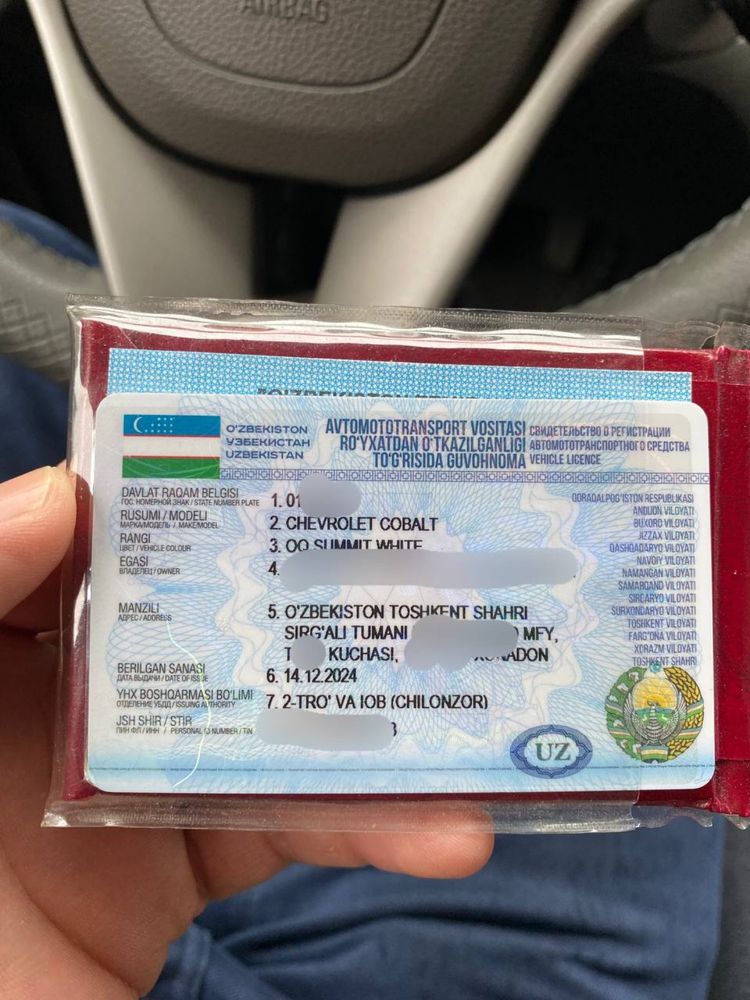 AIRBAG
O'ZBEKISTON
УЗБЕКИСТАН
UZBEKISTAN
AVTOMOTOTRANSPORT VOSITASI
RO'YXATDAN O'TKAZILGANLIGI
TO'G'RISIDA GUVOHNOMA
СВИДЕТЕЛЬСТВО О РЕГИСТРАЦИИ
АВТОМОТОТРАНСПОРТНОГО СРЕДСТВА
VEHICLE LICENCE
DAVLAT RAQAM BELGISI
ГОС. НОМЕРНОЙ ЗНАК / STATE NUMBER PLATE
1. 01
RUSUMI / MODELI
МАРКА/МОДЕЛЬ / MAKE/MODEL
2. CHEVROLET COBALT
RANGI
ЦВЕТ / VEHICLE COLOUR
3. OQ SUMMIT WHITE
EGASI
ВЛАДЕЛЕЦ / OWNER
4.
MANZILI
АДРЕС / ADDRESS
5. O'ZBEKISTON TOSHKENT SHAHRI
SIRG'ALI TUMANI MFY,
KUCHASI,
BERILGAN SANASI
ДАТА ВЫДАЧИ / DATE OF ISSUE
6. 14.12.2024
YHX BOSHQARMASI BO'LIMI
ОТДЕЛЕНИЕ УБДД / ISSUING AUTHORITY
7. 2-TRO' VA IOB (CHILONZOR)
JSH SHIR / STIR
ПИНФЛ / ИНН / PERSONAL ID NUMBER / TIN
QORAQALPOG'ISTON RESPUBLIKASI
ANDIJON VILOYATI
BUXORO VILOYATI
JIZZAX VILOYATI
QASHQADARYO VILOYATI
NAVOIY VILOYATI
NAMANGAN VILOYATI
SAMARQAND VILOYATI
SIRDARYO VILOYATI
SURXONDARYO VILOYATI
TOSHKENT VILOYATI
FARG'ONA VILOYATI
XORAZM VILOYATI
TOSHKENT SHAHRI
UZ